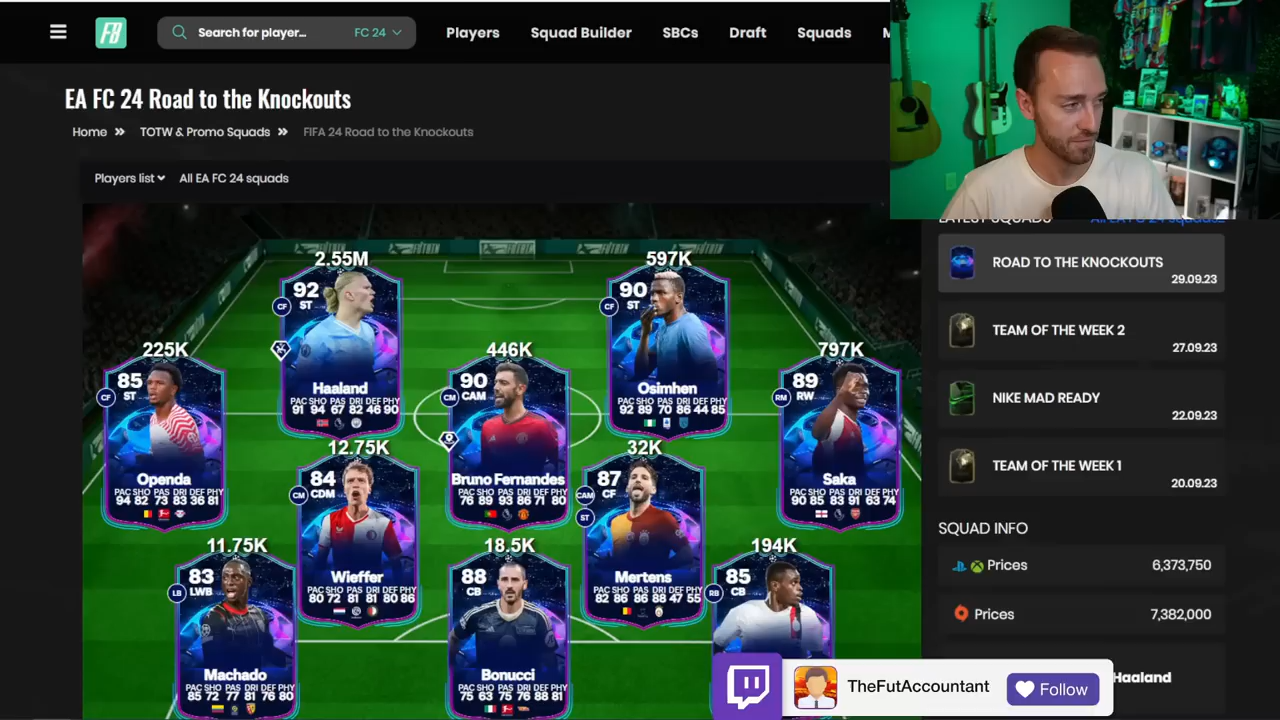 FB
Search for player...
FC 24
Players
Squad Builder
SBCs
Draft
Squads
EA FC 24 Road to the Knockouts
Home
TOTW & Promo Squads
FIFA 24 Road to the Knockouts
Players list
All EA FC 24 squads
LATEST SQUADS
All EA FC 24 Squads...
ROAD TO THE KNOCKOUTS
29.09.23
TEAM OF THE WEEK 2
27.09.23
NIKE MAD READY
22.09.23
TEAM OF THE WEEK 1
20.09.23
SQUAD INFO
Prices
6,373,750
Prices
7,382,000
Haaland
2.55M
92
ST
CF
Haaland
PAC SHO PAS DRI DEF PHY
91 94 67 82 46 90
597K
90
ST
CF
Osimhen
PAC SHO PAS DRI DEF PHY
92 89 70 86 44 85
225K
85
ST
CF
Openda
PAC SHO PAS DRI DEF PHY
94 82 73 83 36 81
446K
90
CAM
CM
Bruno Fernandes
PAC SHO PAS DRI DEF PHY
76 89 93 86 71 80
797K
89
RW
RM
Saka
PAC SHO PAS DRI DEF PHY
90 85 83 91 63 74
12.75K
84
CDM
CM
Wieffer
PAC SHO PAS DRI DEF PHY
80 72 81 81 80 86
32K
87
CF
CAM
ST
Mertens
PAC SHO PAS DRI DEF PHY
82 86 86 88 47 55
11.75K
83
LWB
LB
Machado
PAC SHO PAS DRI DEF PHY
85 72 77 81 76 80
18.5K
88
CB
Bonucci
PAC SHO PAS DRI DEF PHY
75 63 75 76 88 81
194K
85
CB
RB
TheFutAccountant
Follow